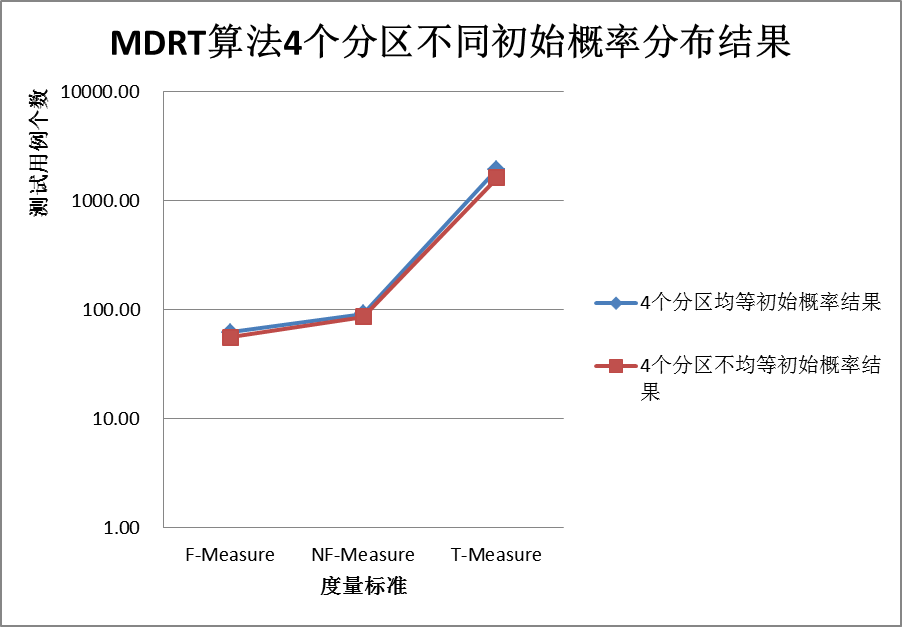 MDRT算法4个分区不同初始概率分布结果
测试用例个数
10000.00
1000.00
100.00
10.00
1.00
F-Measure
NF-Measure
T-Measure
度量标准
4个分区均等初始概率结果
4个分区不均等初始概率结
果